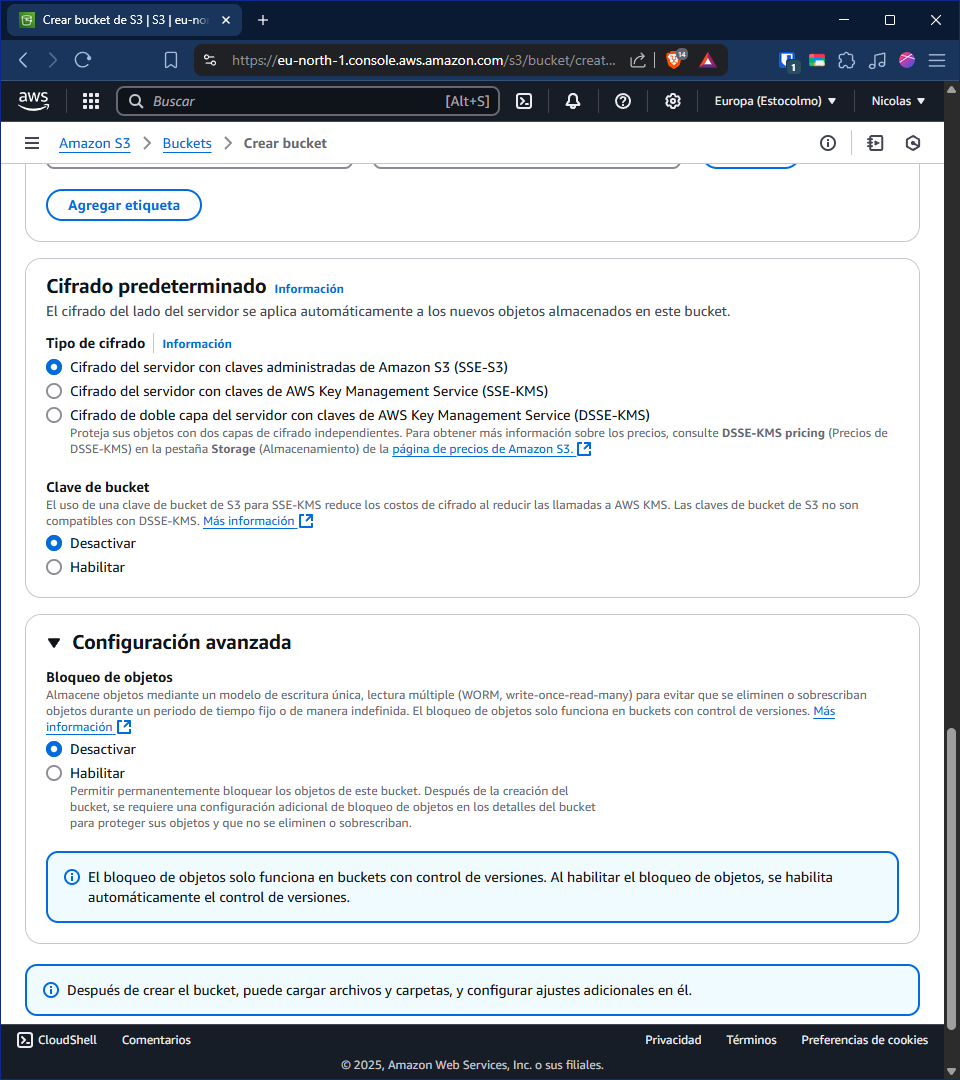 Crear bucket de S3 | S3 | eu-nor
https://eu-north-1.console.aws.amazon.com/s3/bucket/creat...
14
1
aws
Buscar
[Alt+S]
Europa (Estocolmo)
Nicolas
Amazon S3
Buckets
Crear bucket
Agregar etiqueta
Cifrado predeterminado Información
El cifrado del lado del servidor se aplica automáticamente a los nuevos objetos almacenados en este bucket.
Tipo de cifrado Información
Cifrado del servidor con claves administradas de Amazon S3 (SSE-S3)
Cifrado del servidor con claves de AWS Key Management Service (SSE-KMS)
Cifrado de doble capa del servidor con claves de AWS Key Management Service (DSSE-KMS)
Proteja sus objetos con dos capas de cifrado independientes. Para obtener más información sobre los precios, consulte DSSE-KMS pricing (Precios de
DSSE-KMS) en la pestaña Storage (Almacenamiento) de la página de precios de Amazon S3.
Clave de bucket
El uso de una clave de bucket de S3 para SSE-KMS reduce los costos de cifrado al reducir las llamadas a AWS KMS. Las claves de bucket de S3 no son
compatibles con DSSE-KMS. Más información
Desactivar
Habilitar
Configuración avanzada
Bloqueo de objetos
Almacene objetos mediante un modelo de escritura única, lectura múltiple (WORM, write-once-read-many) para evitar que se eliminen o sobrescriban
objetos durante un periodo de tiempo fijo o de manera indefinida. El bloqueo de objetos solo funciona en buckets con control de versiones. Más
información
Desactivar
Habilitar
Permitir permanentemente bloquear los objetos de este bucket. Después de la creación del
bucket, se requiere una configuración adicional de bloqueo de objetos en los detalles del bucket
para proteger sus objetos y que no se eliminen o sobrescriban.
El bloqueo de objetos solo funciona en buckets con control de versiones. Al habilitar el bloqueo de objetos, se habilita
automáticamente el control de versiones.
Después de crear el bucket, puede cargar archivos y carpetas, y configurar ajustes adicionales en él.
CloudShell
Comentarios
Privacidad
Términos
Preferencias de cookies
© 2025, Amazon Web Services, Inc. o sus filiales.